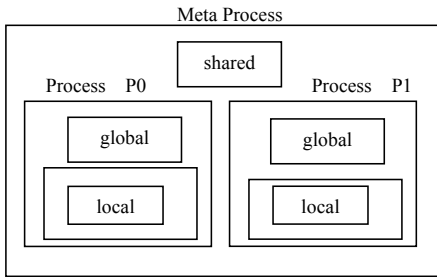 Meta Process
shared
Process P0
Process P1
global
global
local
local